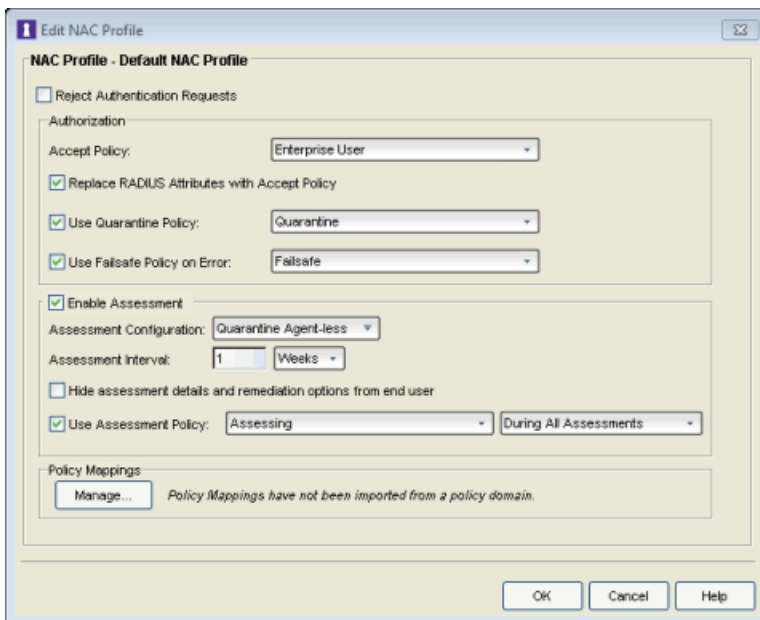 Edit NAC Profile
NAC Profile - Default NAC Profile
Reject Authentication Requests
Authorization
Accept Policy: Enterprise User
Replace RADIUS Attributes with Accept Policy
Use Quarantine Policy: Quarantine
Use Failsafe Policy on Error: Failsafe
Enable Assessment
Assessment Configuration: Quarantine Agent-less
Assessment Interval: 1 Weeks
Hide assessment details and remediation options from end user
Use Assessment Policy: Assessing During All Assessments
Policy Mappings
Manage... Policy Mappings have not been imported from a policy domain.
OK Cancel Help